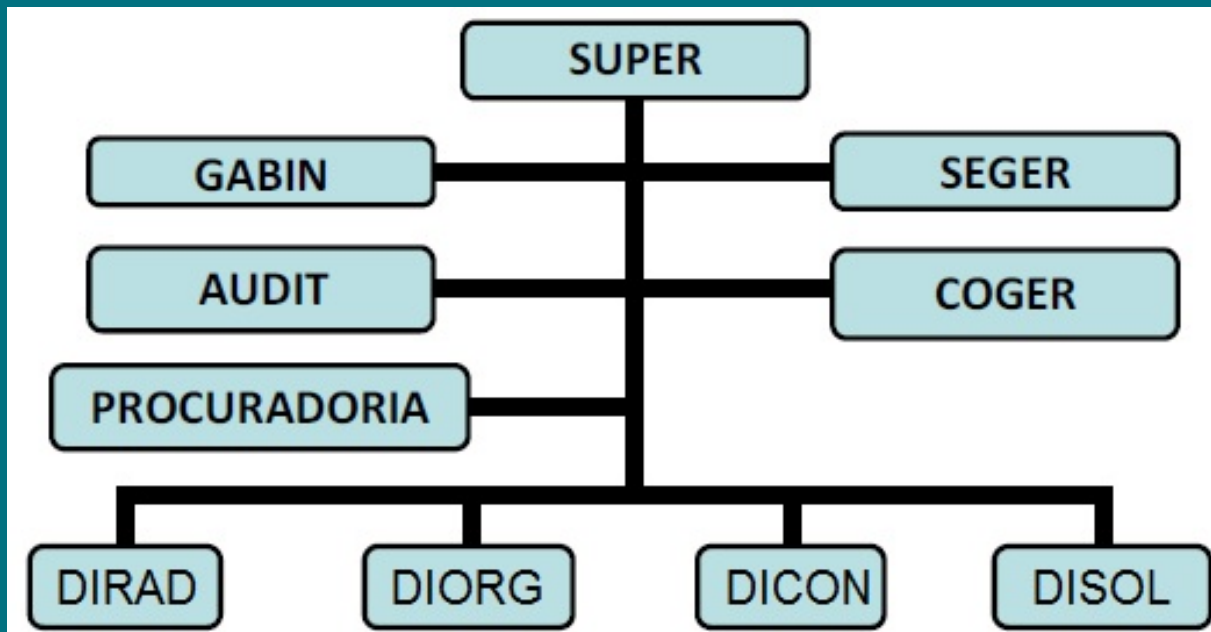 SUPER
GABIN
SEGER
AUDIT
COGER
PROCURADORIA
DIRAD
DIORG
DICON
DISOL